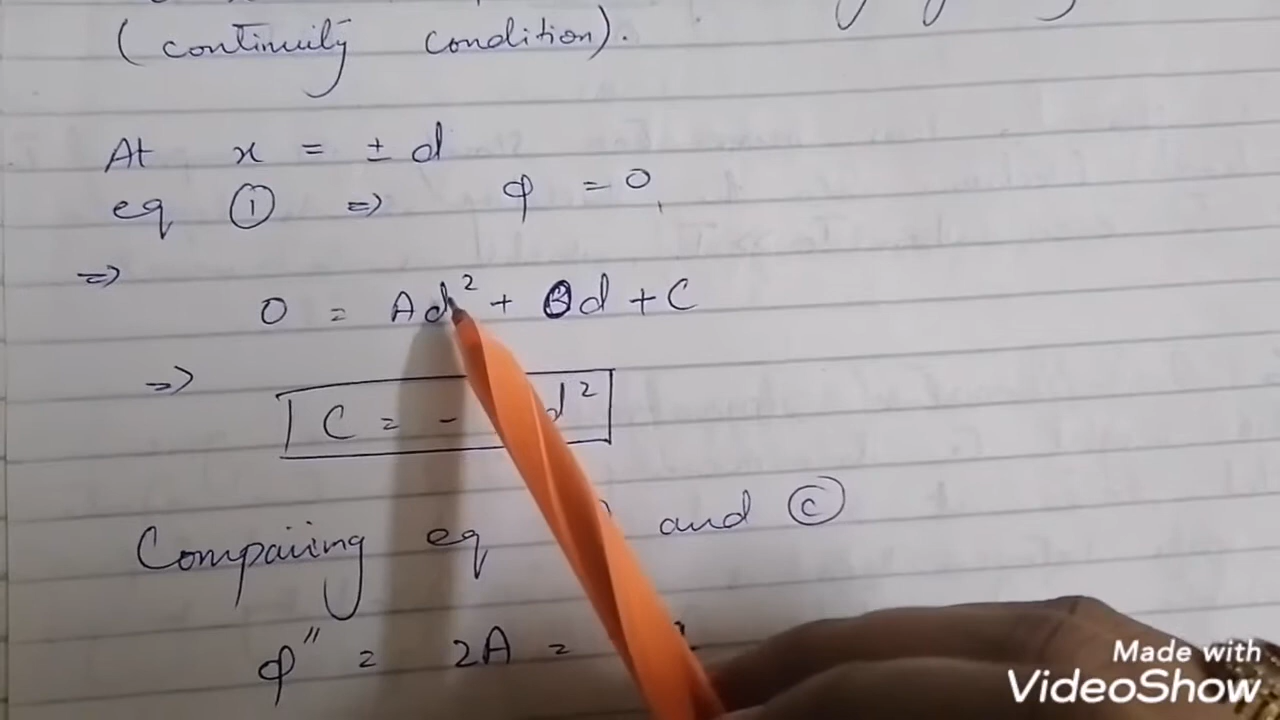 (continuity condition).
At x = ± d
eq ① => φ = 0,
=>
0 = Ad² + Bd + C
=> C = - d²
Comparing eq and ⓒ
φ" = 2A =
Made with
VideoShow